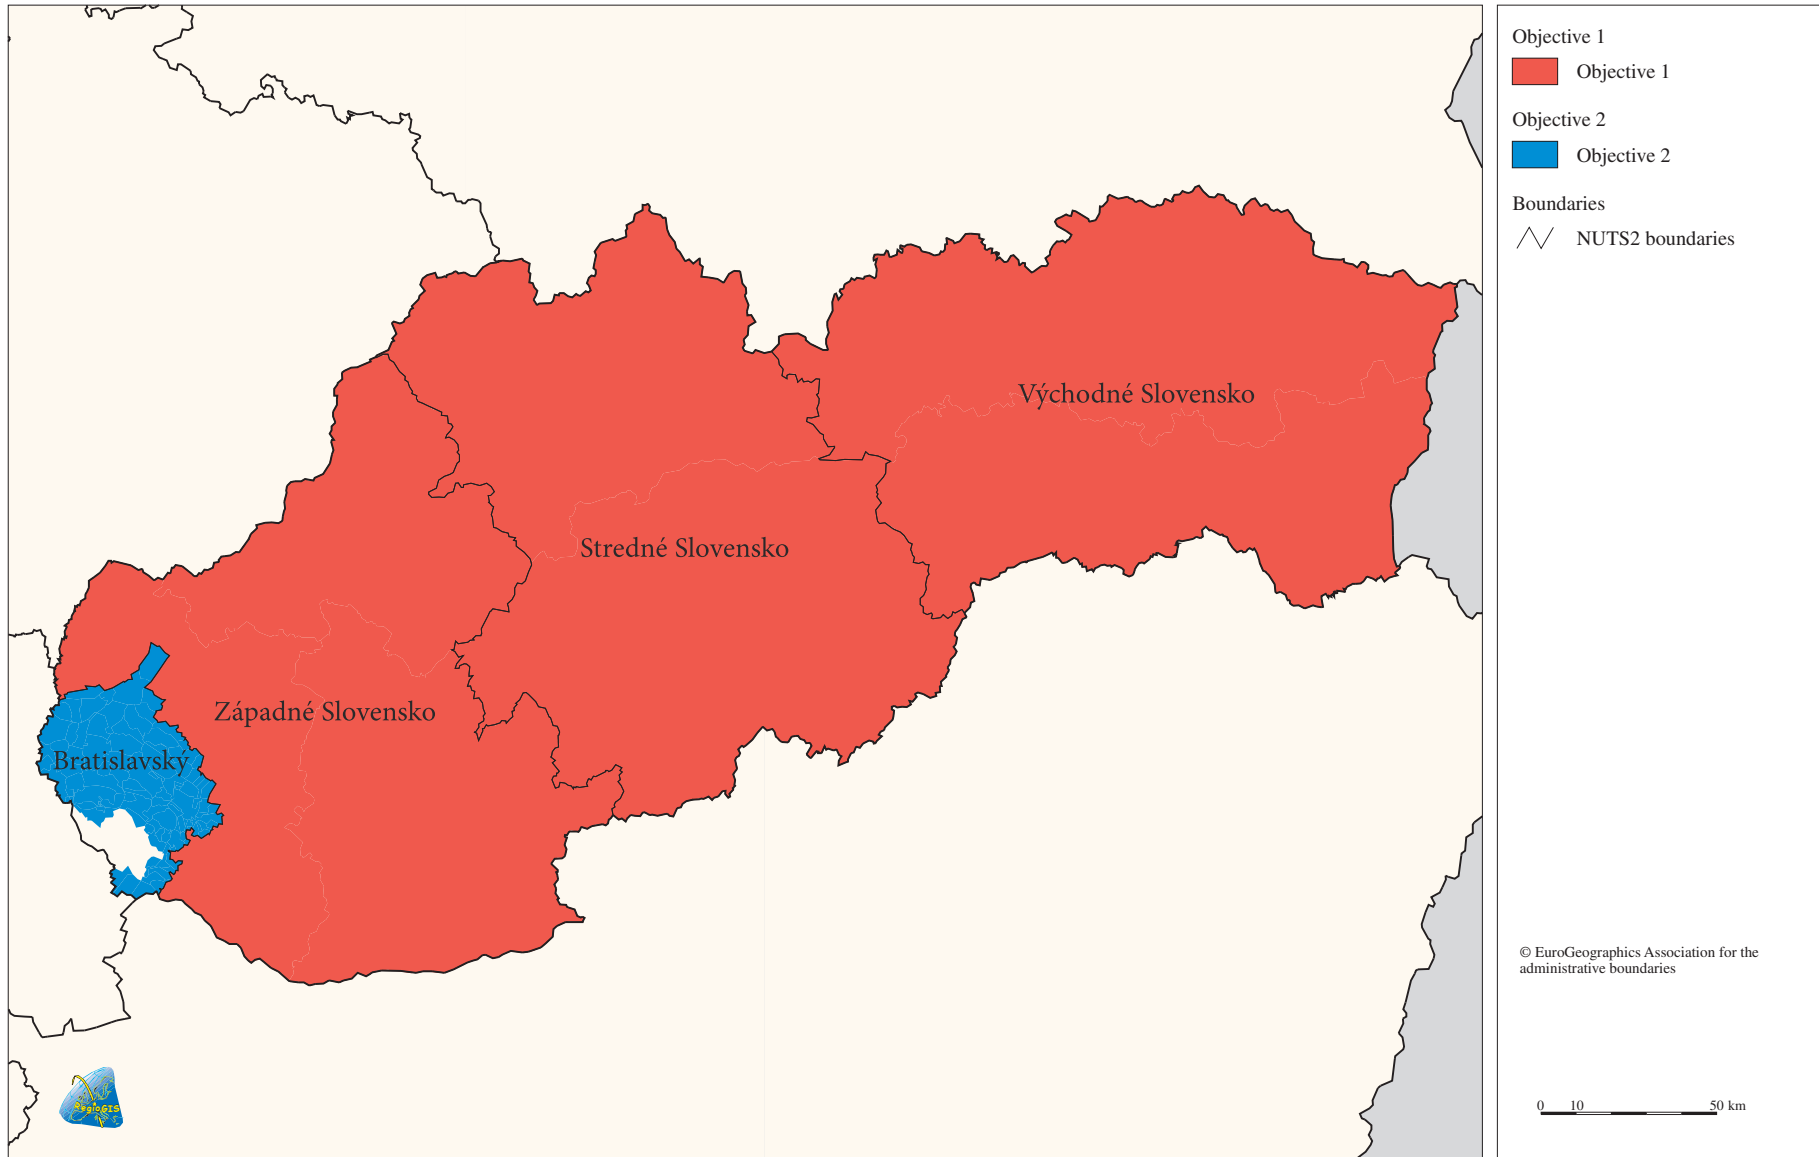 Objective 1
Objective 1
Objective 2
Objective 2
Boundaries
NUTS2 boundaries
Východné Slovensko
Stredné Slovensko
Západné Slovensko
Bratislavský
© EuroGeographics Association for the
administrative boundaries
RegioGIS
0 10 50 km